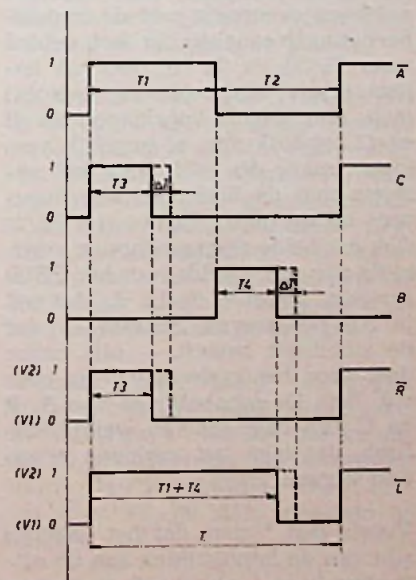 1
T1
T2
Ā
0
1
T3
ΔT
C
0
1
T4
ΔT
B
0
(V2) 1
T3
R̄
(V1) 0
(V2) 1
T1+T4
L̄
(V1) 0
T